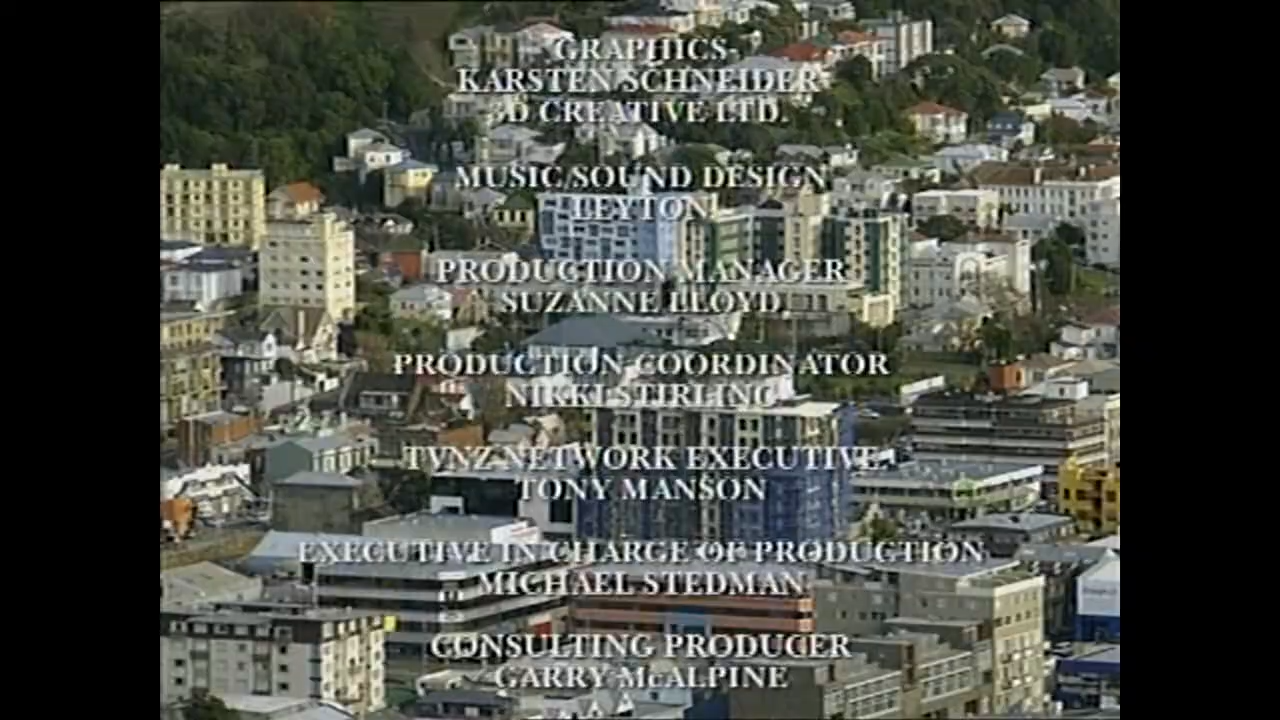 GRAPHICS
KARSTEN SCHNEIDER
3D CREATIVE LTD.
MUSIC/SOUND DESIGN
LEYTON
PRODUCTION MANAGER
SUZANNE LLOYD
PRODUCTION COORDINATOR
NIKKI STIRLING
TVNZ NETWORK EXECUTIVE
TONY MANSON
EXECUTIVE IN CHARGE OF PRODUCTION
MICHAEL STEDMAN
CONSULTING PRODUCER
GARRY McALPINE